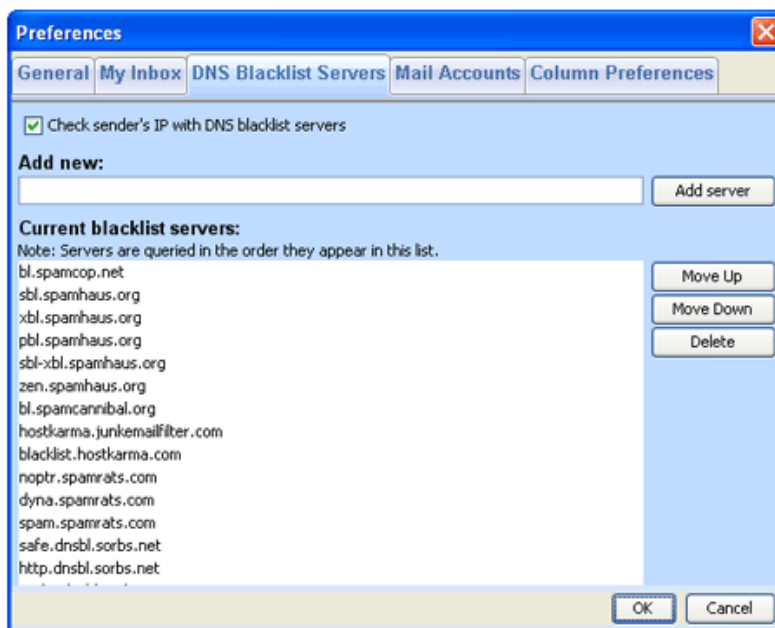 Preferences
General My Inbox DNS Blacklist Servers Mail Accounts Column Preferences
Check sender's IP with DNS blacklist servers
Add new:
Add server
Current blacklist servers:
Note: Servers are queried in the order they appear in this list.
bl.spamcop.net
Move Up
sbl.spamhaus.org
xbl.spamhaus.org
Move Down
pbl.spamhaus.org
Delete
sbl-xbl.spamhaus.org
zen.spamhaus.org
bl.spamcannibal.org
hostkarma.junkemailfilter.com
blacklist.hostkarma.com
noptr.spamrats.com
dyna.spamrats.com
spam.spamrats.com
safe.dnsbl.sorbs.net
http.dnsbl.sorbs.net
OK Cancel